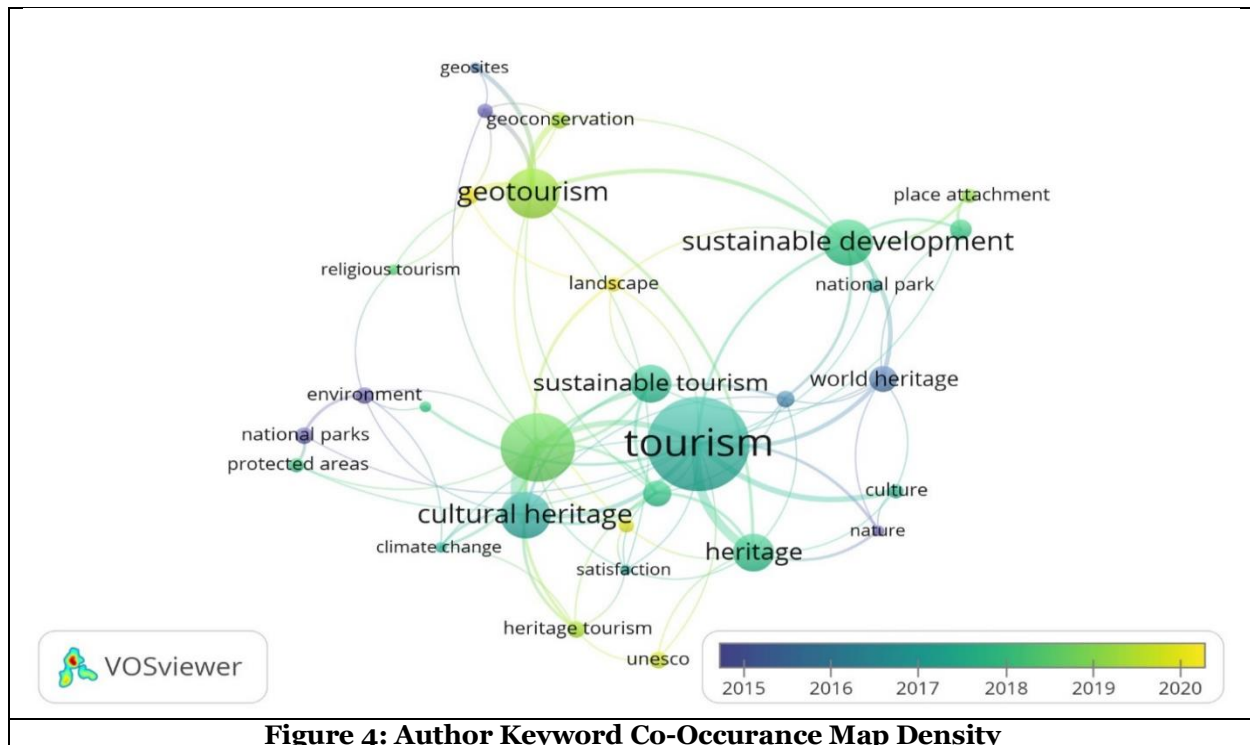 geosites
geoconservation
geotourism
place attachment
sustainable development
religious tourism
landscape
national park
sustainable tourism
world heritage
environment
national parks
tourism
protected areas
culture
cultural heritage
nature
climate change
heritage
satisfaction
heritage tourism
unesco
VOSviewer
2015 2016 2017 2018 2019 2020
Figure 4: Author Keyword Co-Occurance Map Density